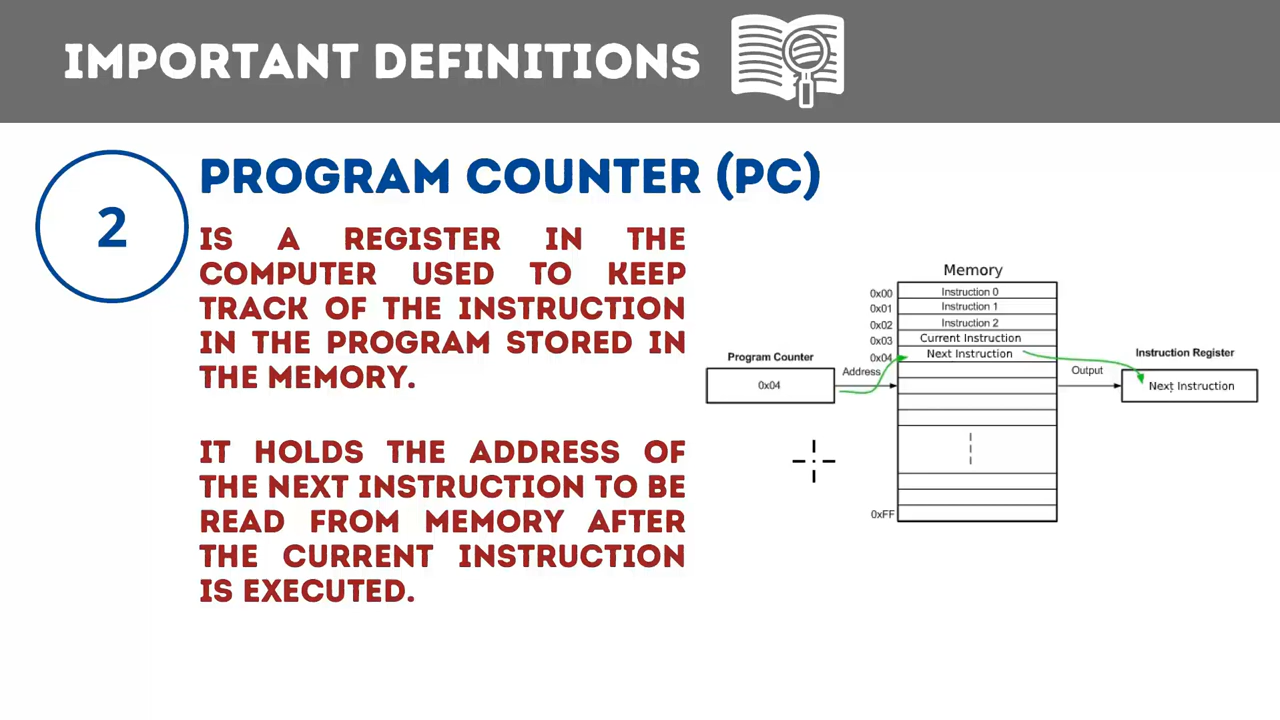 IMPORTANT DEFINITIONS
2
PROGRAM COUNTER (PC)
IS A REGISTER IN THE
COMPUTER USED TO KEEP
TRACK OF THE INSTRUCTION
IN THE PROGRAM STORED IN
THE MEMORY.
IT HOLDS THE ADDRESS OF
THE NEXT INSTRUCTION TO BE
READ FROM MEMORY AFTER
THE CURRENT INSTRUCTION
IS EXECUTED.
Memory
0x00 Instruction 0
0x01 Instruction 1
0x02 Instruction 2
0x03 Current Instruction
0x04 Next Instruction
0xFF
Program Counter
0x04
Address
Output
Instruction Register
Next Instruction